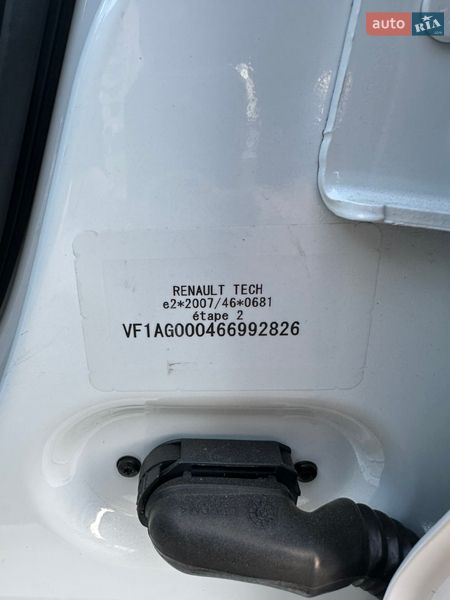 auto RIA
RENAULT TECH
e2*2007/46*0681
étape 2
VF1AG000466992826